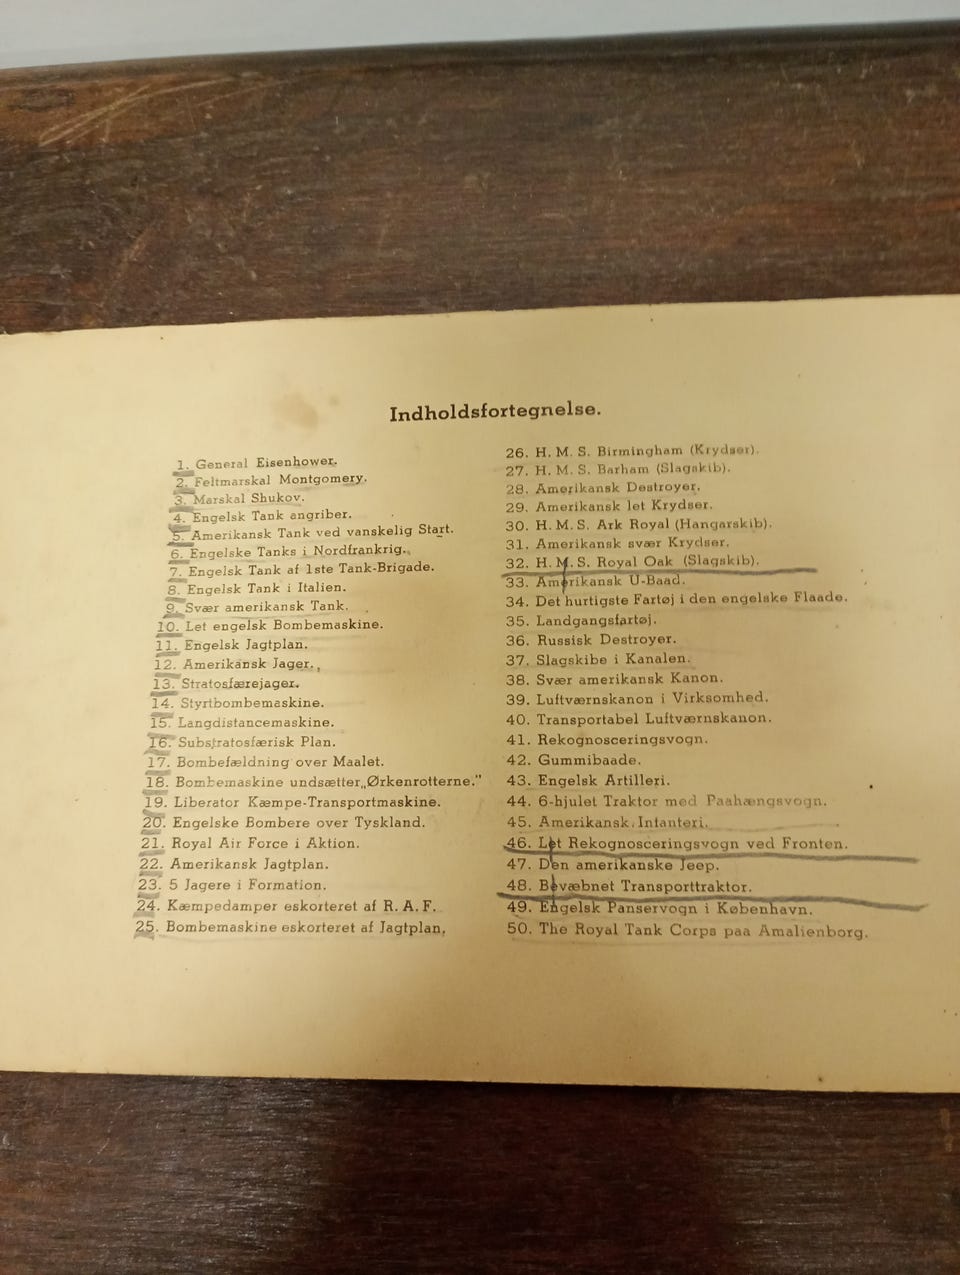 Indholdsfortegnelse.
1. General Eisenhower.
2. Feltmarskal Montgomery.
3. Marskal Shukov.
4. Engelsk Tank angriber.
5. Amerikansk Tank ved vanskelig Start.
6. Engelske Tanks i Nordfrankrig.
7. Engelsk Tank af 1ste Tank-Brigade.
8. Engelsk Tank i Italien.
9. Svær amerikansk Tank.
10. Let engelsk Bombemaskine.
11. Engelsk Jagtplan.
12. Amerikansk Jager.
13. Stratosfærejager.
14. Styrtbombemaskine.
15. Langdistancemaskine.
16. Substratosfærisk Plan.
17. Bombefældning over Maalet.
18. Bombemaskine undsætter „Ørkenrotterne."
19. Liberator Kæmpe-Transportmaskine.
20. Engelske Bombere over Tyskland.
21. Royal Air Force i Aktion.
22. Amerikansk Jagtplan.
23. 5 Jagere i Formation.
24. Kæmpedamper eskorteret af R. A. F.
25. Bombemaskine eskorteret af Jagtplan.
26. H. M. S. Birmingham (Krydser).
27. H. M. S. Barham (Slagskib).
28. Amerikansk Destroyer.
29. Amerikansk let Krydser.
30. H. M. S. Ark Royal (Hangarskib).
31. Amerikansk svær Krydser.
32. H. M. S. Royal Oak (Slagskib).
33. Amerikansk U-Baad.
34. Det hurtigste Fartøj i den engelske Flaade.
35. Landgangsfartøj.
36. Russisk Destroyer.
37. Slagskibe i Kanalen.
38. Svær amerikansk Kanon.
39. Luftværnskanon i Virksomhed.
40. Transportabel Luftværnskanon.
41. Rekognosceringsvogn.
42. Gummibaade.
43. Engelsk Artilleri.
44. 6-hjulet Traktor med Paahængsvogn.
45. Amerikansk Infanteri.
46. Let Rekognosceringsvogn ved Fronten.
47. Den amerikanske Jeep.
48. Bevæbnet Transporttraktor.
49. Engelsk Panservogn i København.
50. The Royal Tank Corps paa Amalienborg.